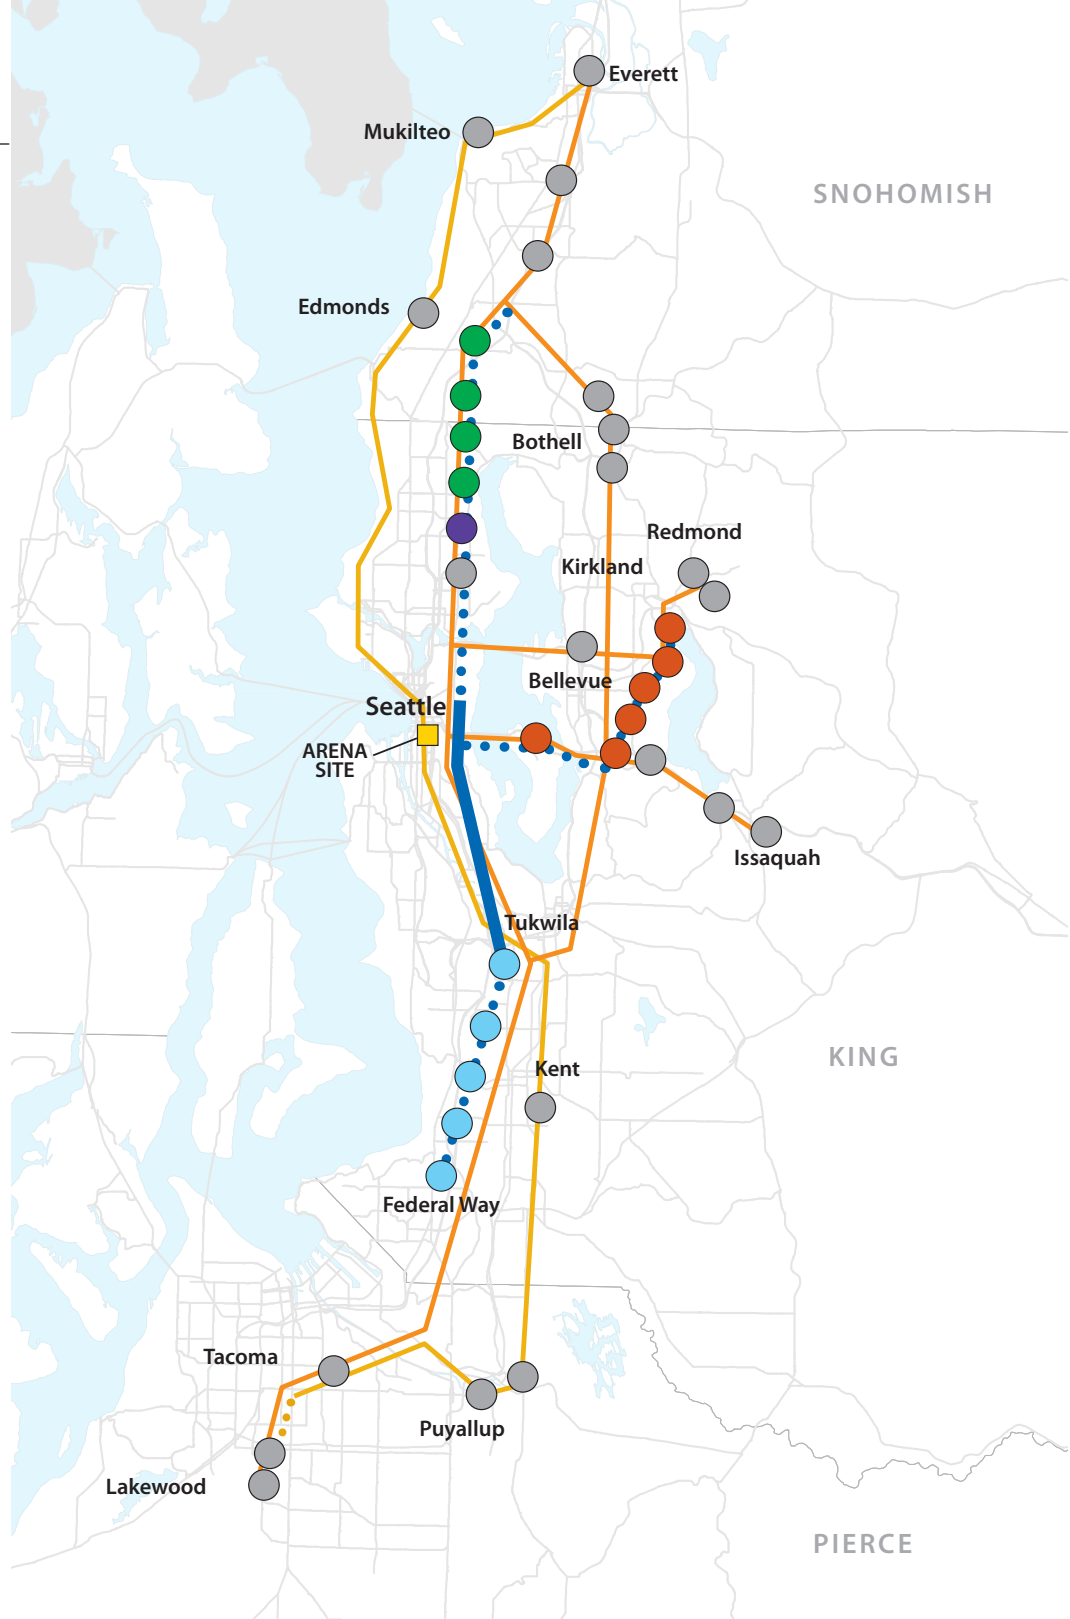 Everett
Mukilteo
SNOHOMISH
Edmonds
Bothell
Redmond
Kirkland
Bellevue
Seattle
ARENA
SITE
Issaquah
Tukwila
KING
Kent
Federal Way
Tacoma
Puyallup
Lakewood
PIERCE